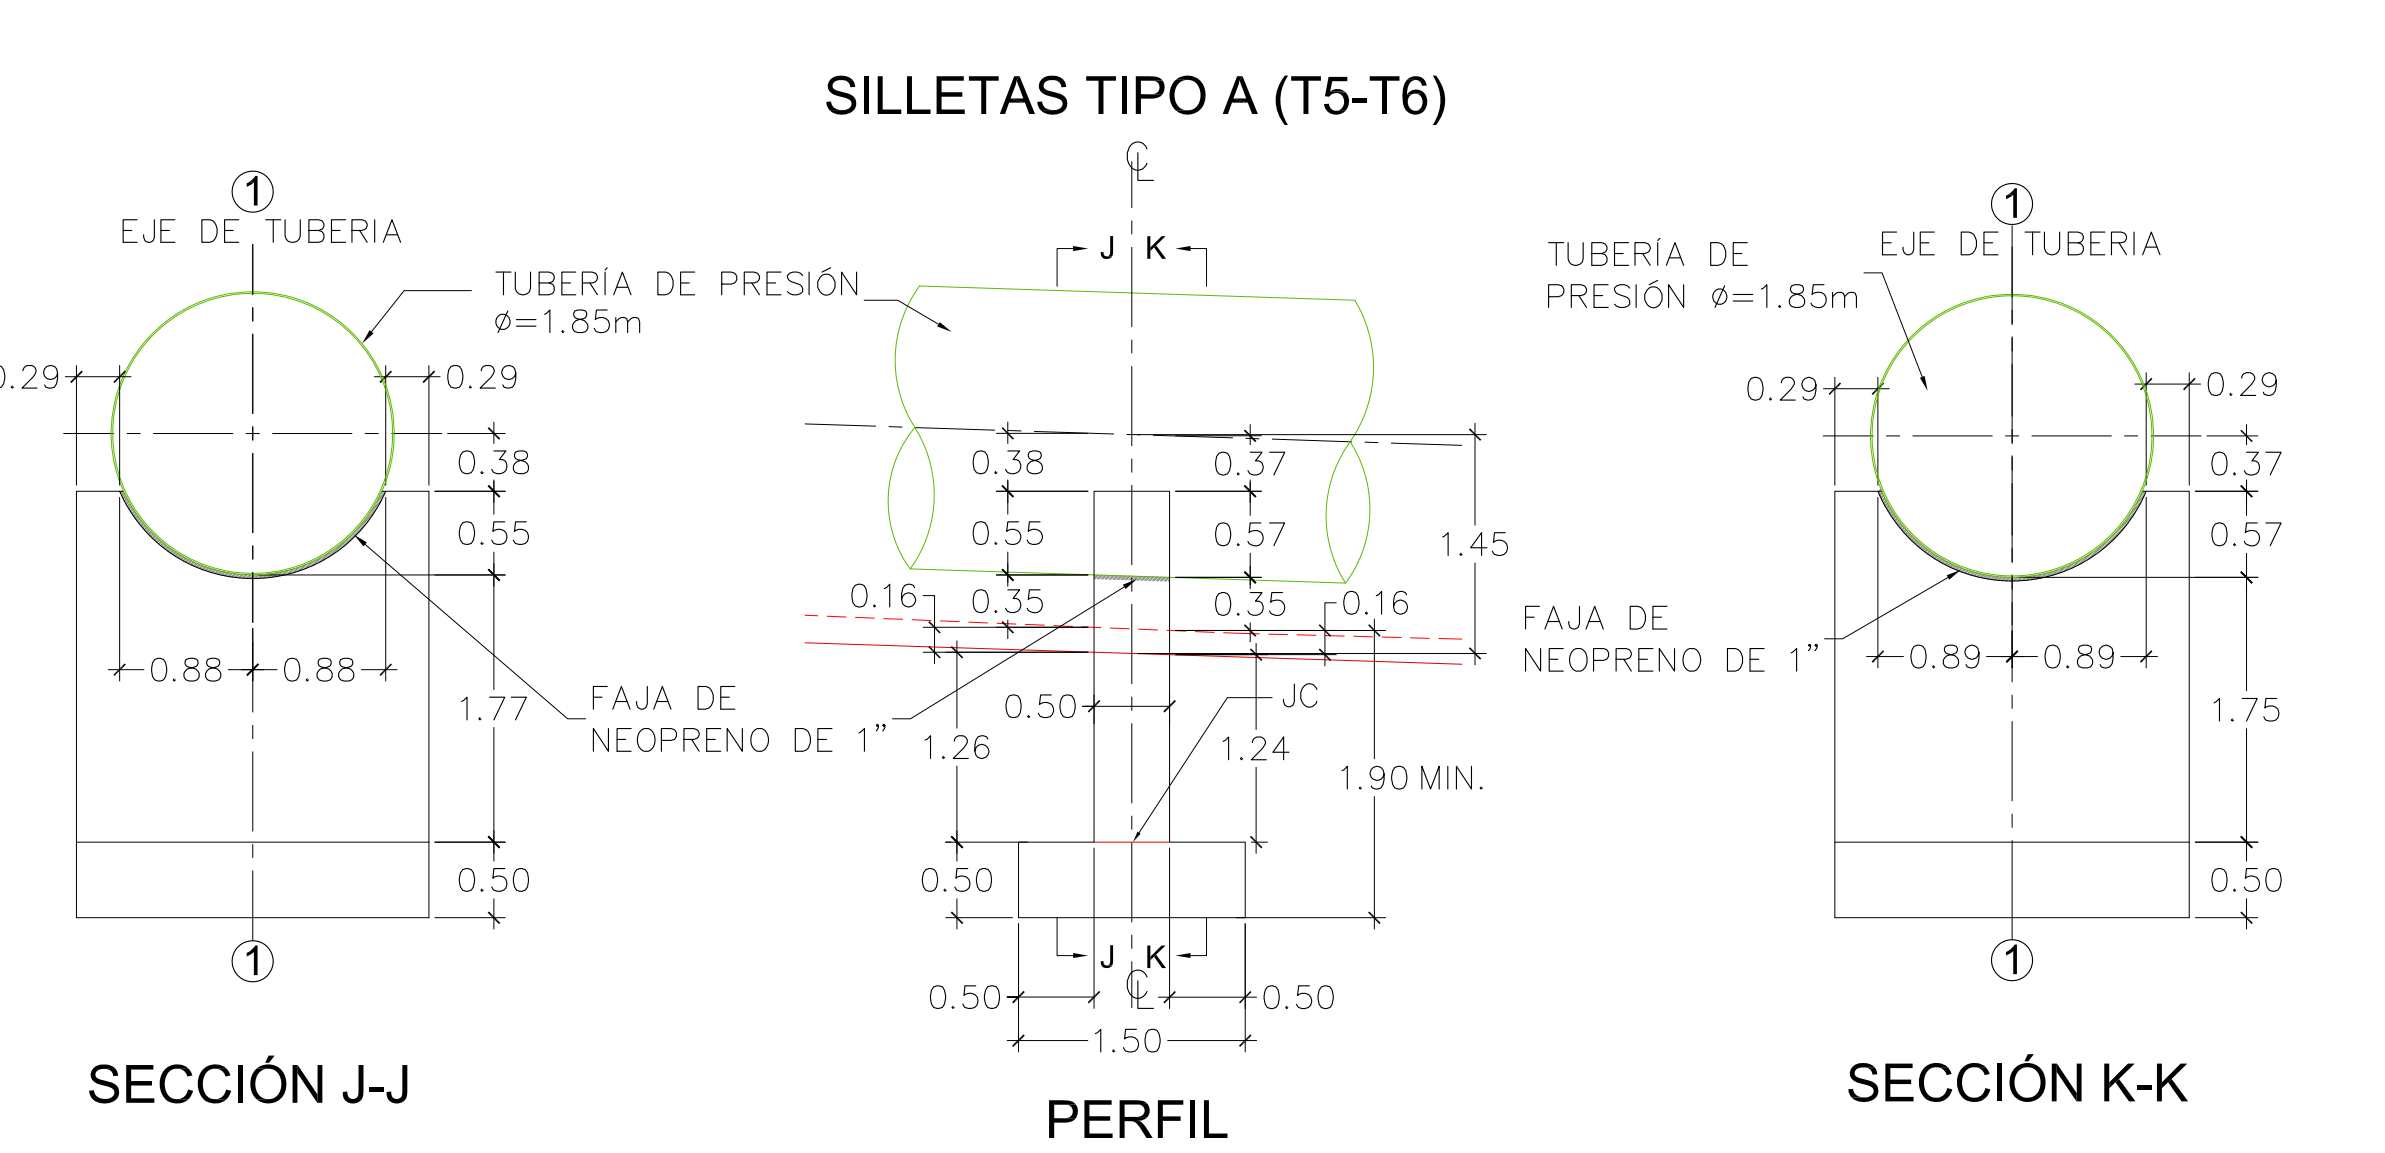 SILLETAS TIPO A (T5-T6)
1
EJE DE TUBERIA
TUBERÍA DE PRESIÓN
ø=1.85m
0.29
0.29
0.38
0.55
0.88
0.88
1.77
0.50
FAJA DE
NEOPRENO DE 1”
1
SECCIÓN J-J
CL
J K
0.38
0.37
0.55
0.57
1.45
0.16
0.35
0.35
0.16
0.50
JC
1.26
1.24
1.90 MIN.
0.50
J K
CL
0.50
0.50
1.50
PERFIL
1
EJE DE TUBERIA
TUBERÍA DE
PRESIÓN ø=1.85m
0.29
0.29
0.37
0.57
FAJA DE
NEOPRENO DE 1”
0.89
0.89
1.75
0.50
1
SECCIÓN K-K